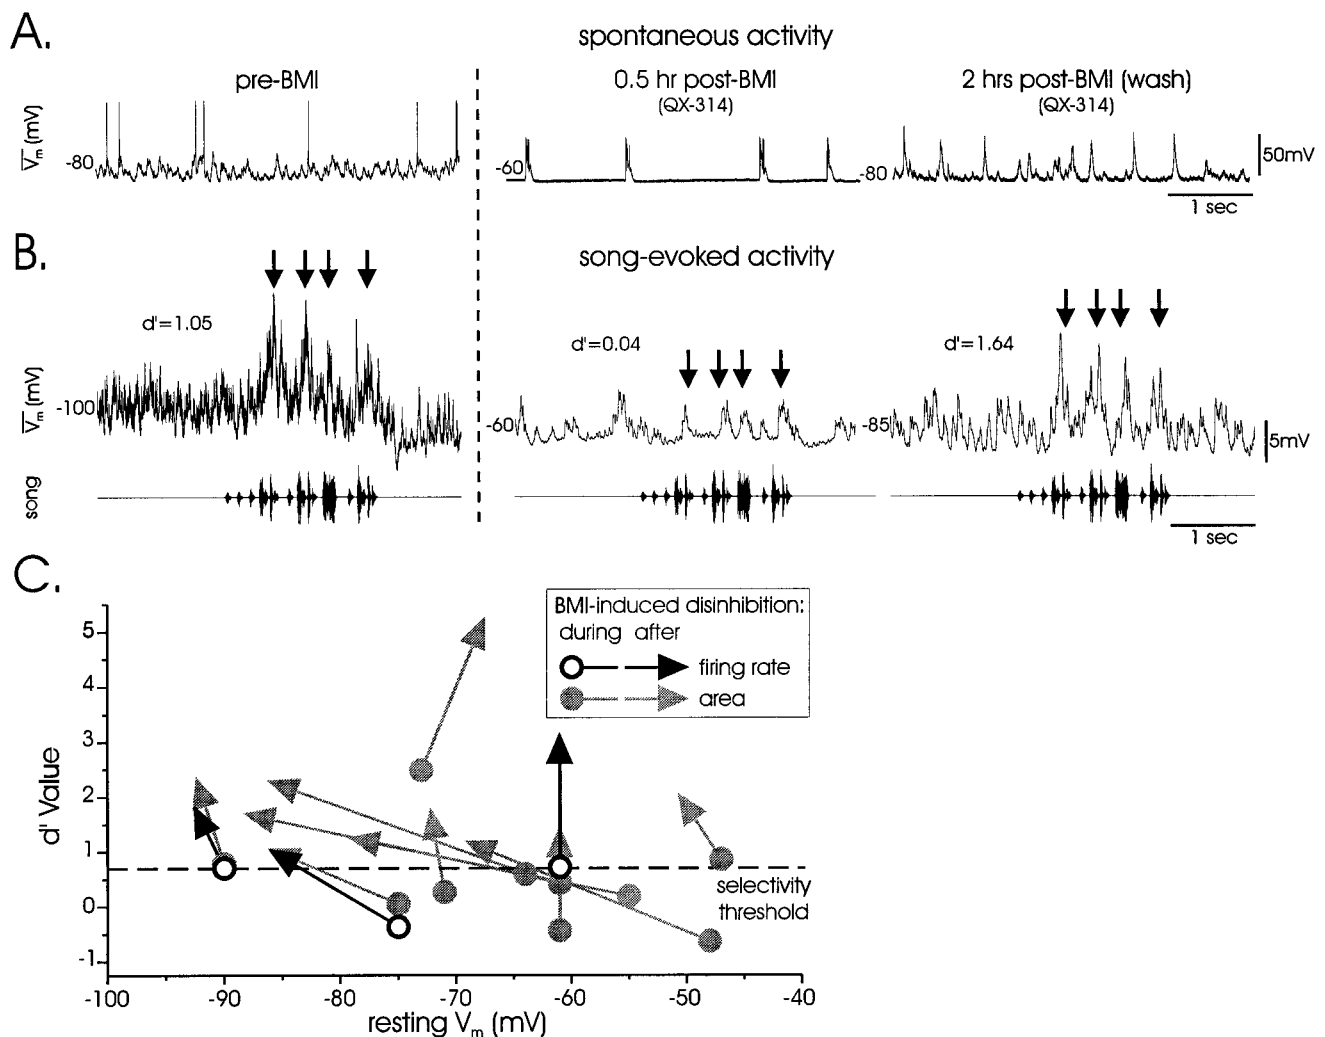 A.
spontaneous activity
pre-BMI
0.5 hr post-BMI
(QX-314)
2 hrs post-BMI (wash)
(QX-314)
Vm (mV)
-80
-60
-80
50mV
1 sec
B.
song-evoked activity
d'=1.05
d'=0.04
d'=1.64
Vm (mV)
-100
-60
-85
5mV
song
1 sec
C.
BMI-induced disinhibition:
during after
firing rate
area
d' Value
5
4
3
2
1
0
-1
selectivity
threshold
-100 -90 -80 -70 -60 -50 -40
resting Vm (mV)